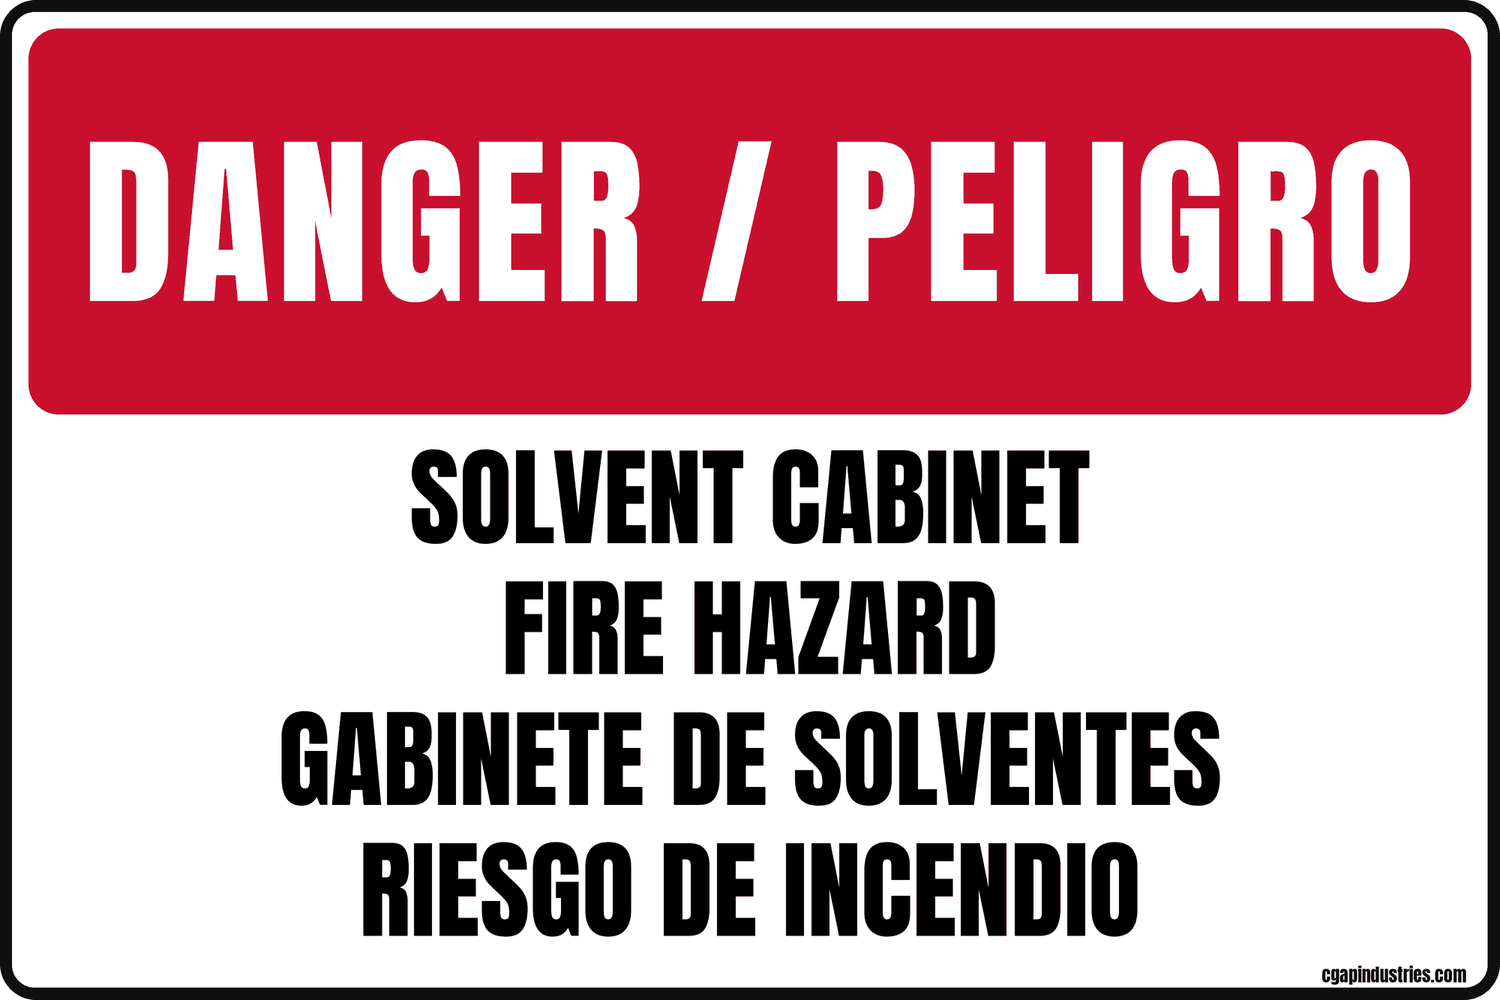 DANGER / PELIGRO
SOLVENT CABINET
FIRE HAZARD
GABINETE DE SOLVENTES
RIESGO DE INCENDIO
cgapindustries.com